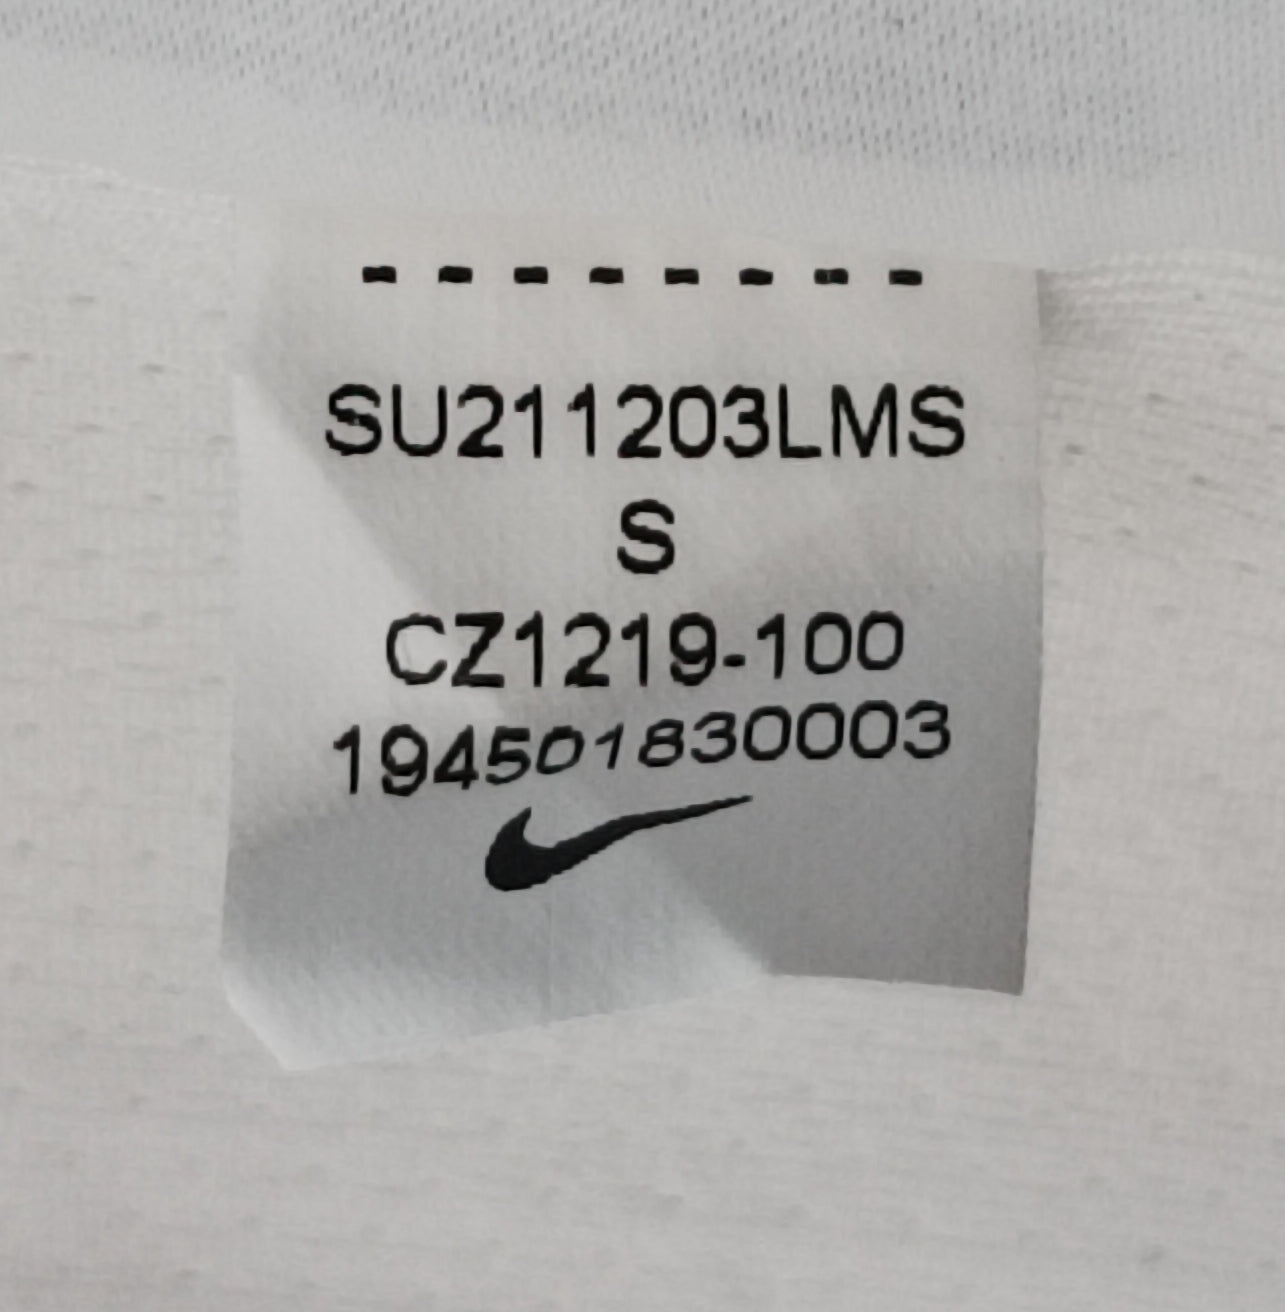 --------
SU211203LMS
S
CZ1219-100
194501830003